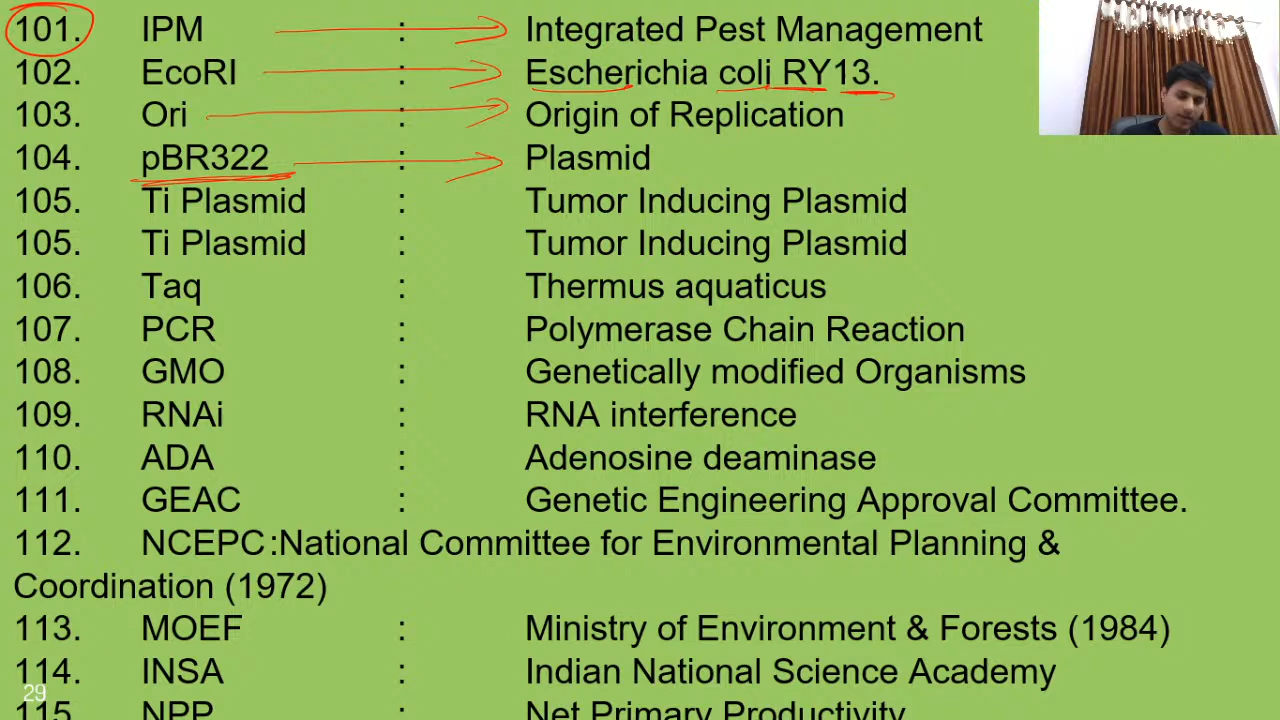 101. IPM : Integrated Pest Management
102. EcoRI : Escherichia coli RY13.
103. Ori : Origin of Replication
104. pBR322 : Plasmid
105. Ti Plasmid : Tumor Inducing Plasmid
105. Ti Plasmid : Tumor Inducing Plasmid
106. Taq : Thermus aquaticus
107. PCR : Polymerase Chain Reaction
108. GMO : Genetically modified Organisms
109. RNAi : RNA interference
110. ADA : Adenosine deaminase
111. GEAC : Genetic Engineering Approval Committee.
112. NCEPC :National Committee for Environmental Planning &
Coordination (1972)
113. MOEF : Ministry of Environment & Forests (1984)
114. INSA : Indian National Science Academy
29
115. NPP : Net Primary Productivity